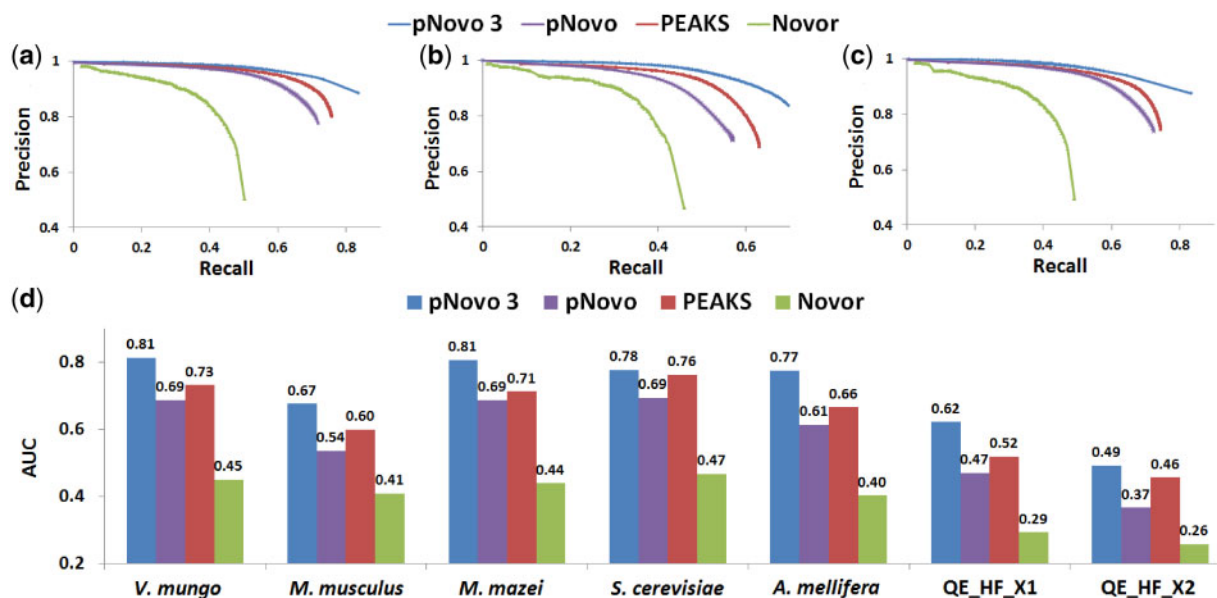 pNovo 3 pNovo PEAKS Novor
(a) (b) (c)
1 1 1
0.8 0.8 0.8
0.6 0.6 0.6
0.4 0.4 0.4
Precision Precision Precision
0 0.2 0.4 0.6 0.8 0 0.2 0.4 0.6 0 0.2 0.4 0.6 0.8
Recall Recall Recall
(d)
pNovo 3 pNovo PEAKS Novor
AUC
0.8
0.6
0.4
0.2
0.81 0.69 0.73 0.45
0.67 0.54 0.60 0.41
0.81 0.69 0.71 0.44
0.78 0.69 0.76 0.47
0.77 0.61 0.66 0.40
0.62 0.47 0.52 0.29
0.49 0.37 0.46 0.26
V. mungo M. musculus M. mazei S. cerevisiae A. mellifera QE_HF_X1 QE_HF_X2